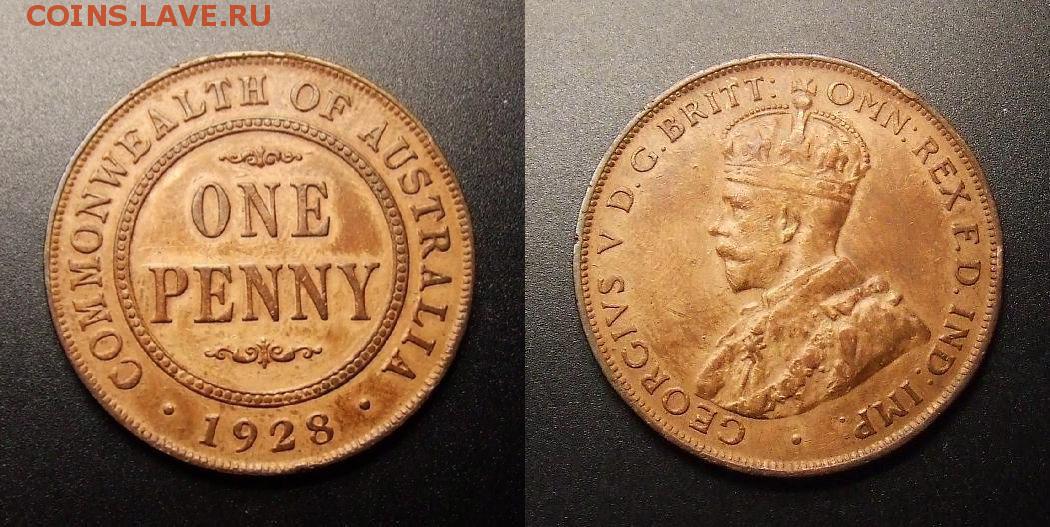 COINS.LAVE.RU
COMMONWEALTH OF AUSTRALIA
ONE
PENNY
· 1928 ·
GEORGIVS V D.G.BRITT: OMN: REX F.D.IND:IMP: